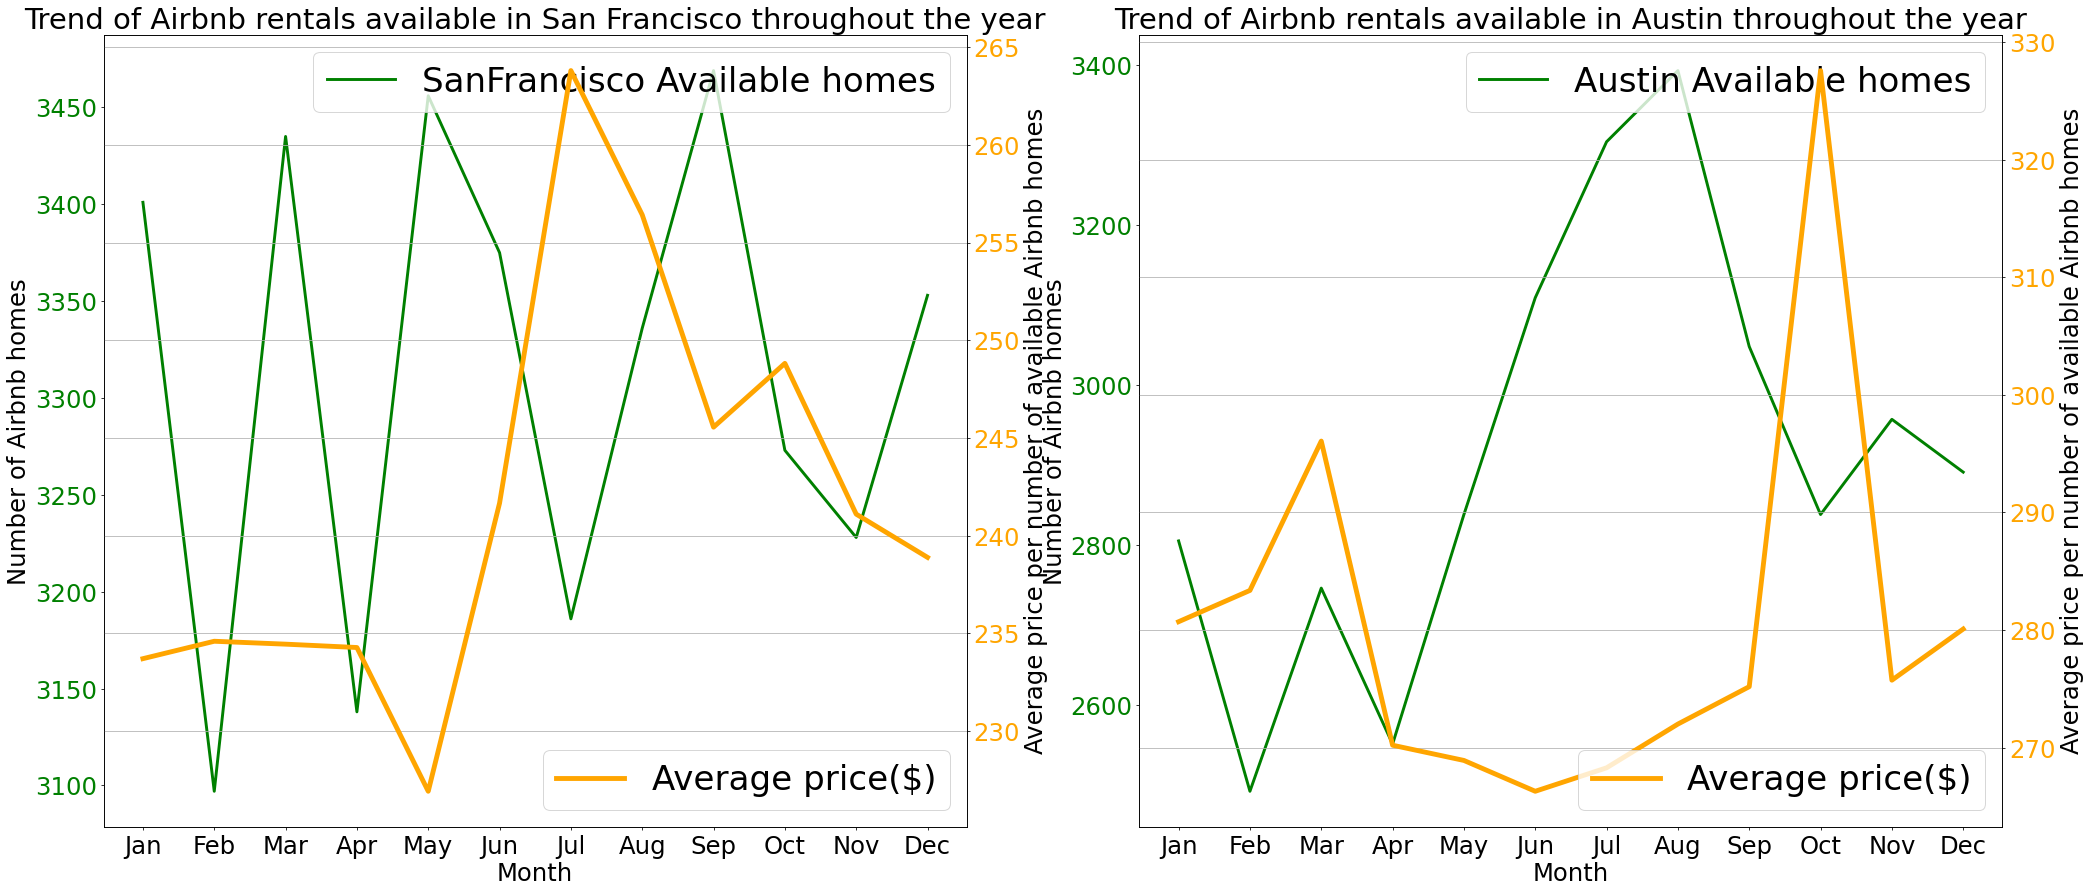 Trend of Airbnb rentals available in San Francisco throughout the year
SanFrancisco Available homes
Average price($)
Number of Airbnb homes
3450
3400
3350
3300
3250
3200
3150
3100
265
260
255
250
245
240
235
230
Average price per number of available Airbnb homes
Jan Feb Mar Apr May Jun Jul Aug Sep Oct Nov Dec
Month
Trend of Airbnb rentals available in Austin throughout the year
Austin Available homes
Average price($)
Number of Airbnb homes
3400
3200
3000
2800
2600
330
320
310
300
290
280
270
Average price per number of available Airbnb homes
Jan Feb Mar Apr May Jun Jul Aug Sep Oct Nov Dec
Month